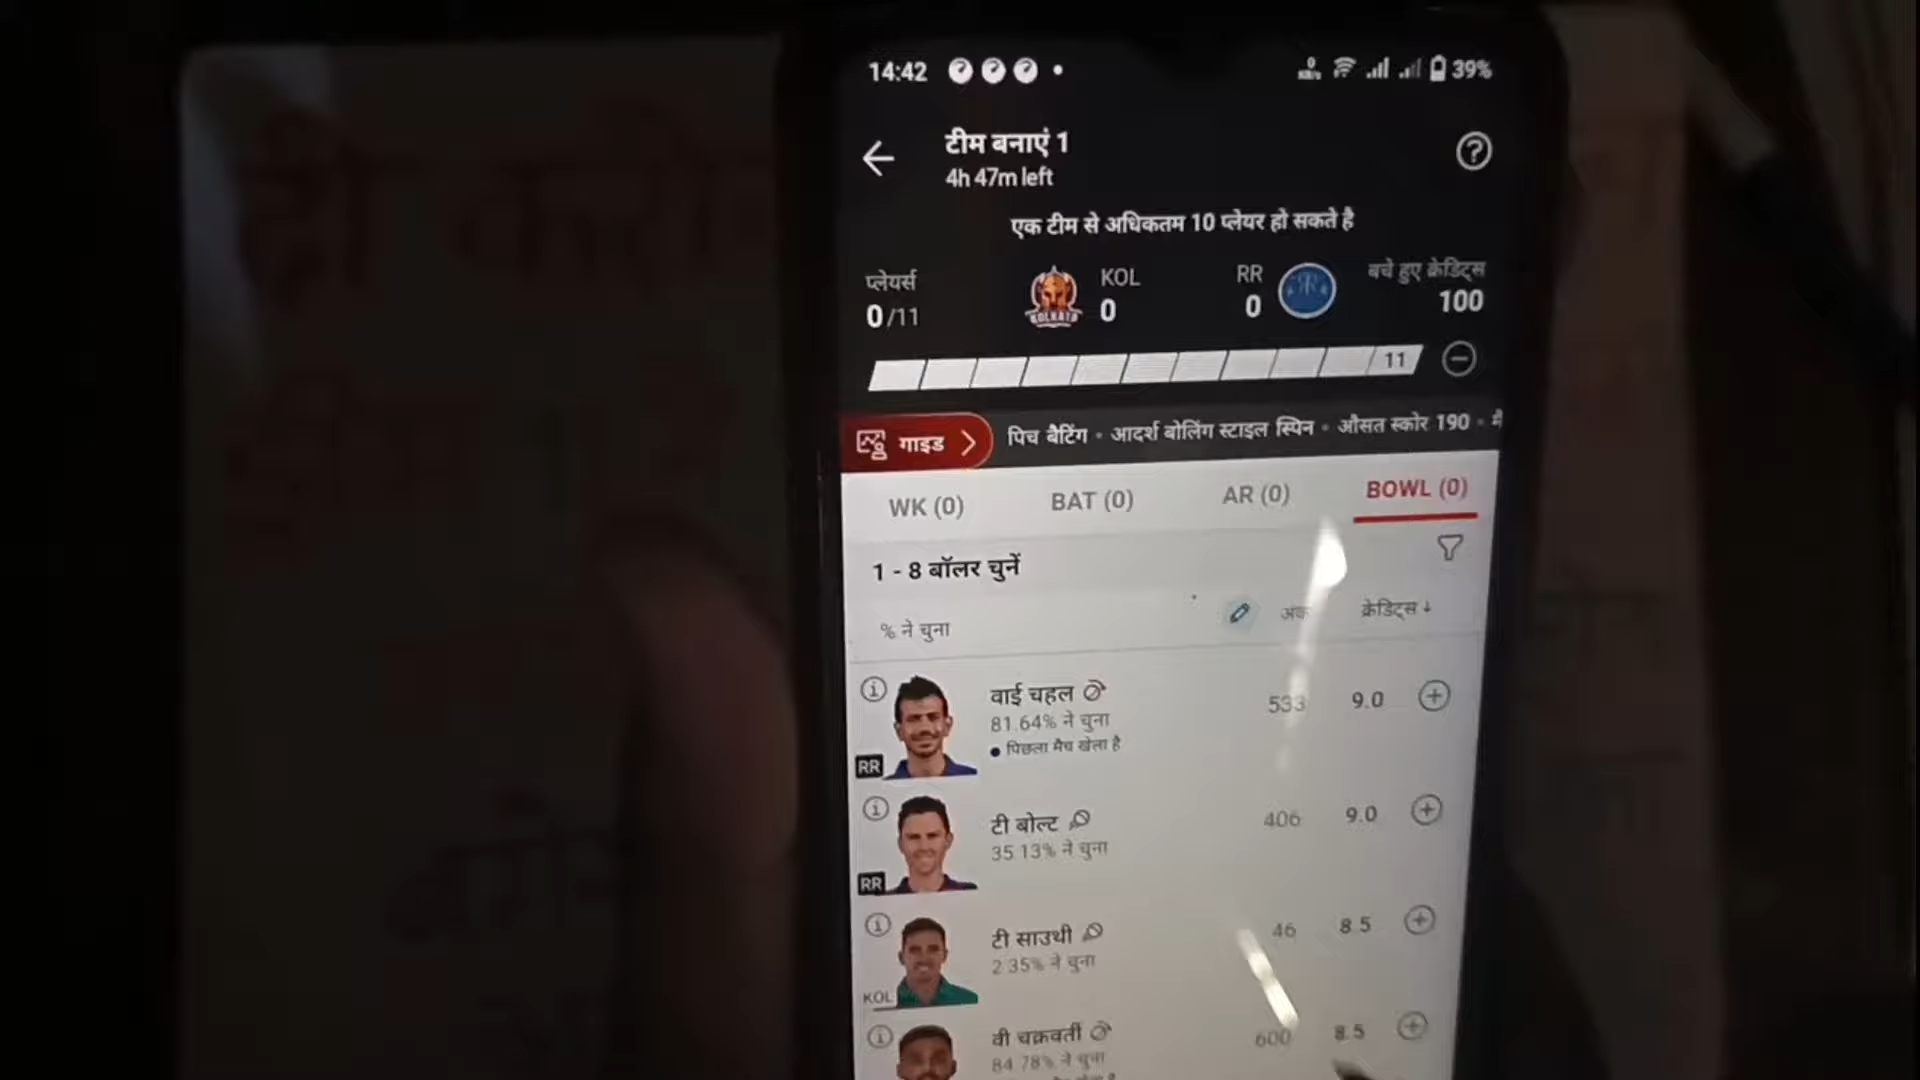 14:42
39%
टीम बनाएं 1
4h 47m left
एक टीम से अधिकतम 10 प्लेयर हो सकते है
प्लेयर्स
0/11
KOLKATA
KOL
0
RR
0
RR
बचे हुए क्रेडिट्स
100
11
गाइड
पिच बैटिंग • आदर्श बोलिंग स्टाइल स्पिन • औसत स्कोर 190 •
WK (0) BAT (0) AR (0) BOWL (0)
1 - 8 बॉलर चुनें
% ने चुना
क्रेडिट्स ↓
वाई चहल
533 9.0
81.64% ने चुना
पिछला मैच खेला है
RR
टी बोल्ट
406 9.0
35.13% ने चुना
RR
टी साउथी
46 8.5
2.35% ने चुना
KOL
वी चक्रवर्ती
600 8.5
84.78% ने चुना